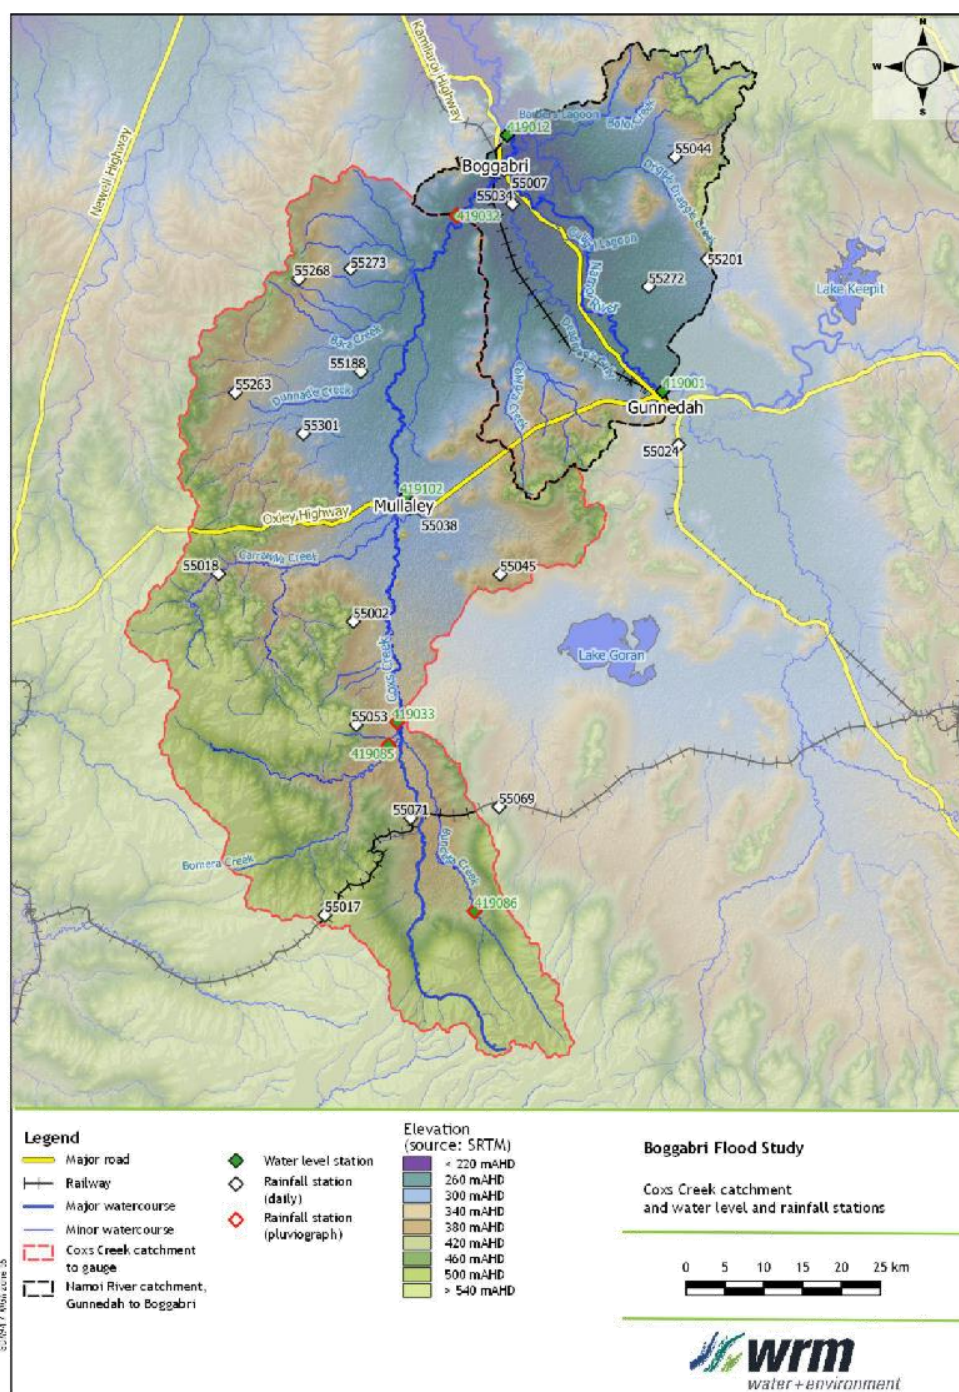 N
W
E
S
Kamilaroi Highway
Newell Highway
419012
Bollol Creek
55044
Boggabri
55007
55034
419032
55201
55268
55273
55272
Namoi River
Lake Keepit
Bara Creek
55188
55263
Dunnadie Creek
419001
Gunnedah
55301
55024
419102
Mullaley
Oxley Highway
55038
55018
55045
55002
Lake Goran
Coxs Creek
55053
419033
419085
55071
55069
Bomera Creek
55017
419086
Legend
Major road
Railway
Major watercourse
Minor watercourse
Coxs Creek catchment
to gauge
Namoi River catchment,
Gunnedah to Boggabri
Water level station
Rainfall station
(daily)
Rainfall station
(pluviograph)
Elevation
(source: SRTM)
< 220 mAHD
260 mAHD
300 mAHD
340 mAHD
380 mAHD
420 mAHD
460 mAHD
500 mAHD
> 540 mAHD
Boggabri Flood Study
Coxs Creek catchment
and water level and rainfall stations
0 5 10 15 20 25 km
wrm
water + environment